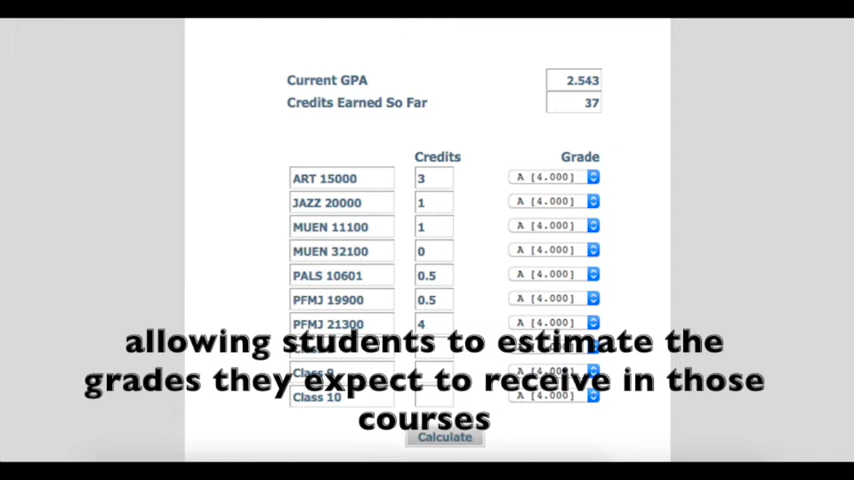 Current GPA 2.543
Credits Earned So Far 37
Credits Grade
ART 15000 3 A [4.000]
JAZZ 20000 1 A [4.000]
MUEN 11100 1 A [4.000]
MUEN 32100 0 A [4.000]
PALS 10601 0.5 A [4.000]
PFMJ 19900 0.5 A [4.000]
PFMJ 21300 4 A [4.000]
allowing students to estimate the
Class 9
grades they expect to receive in those
Class 10 A [4.000]
courses
Calculate